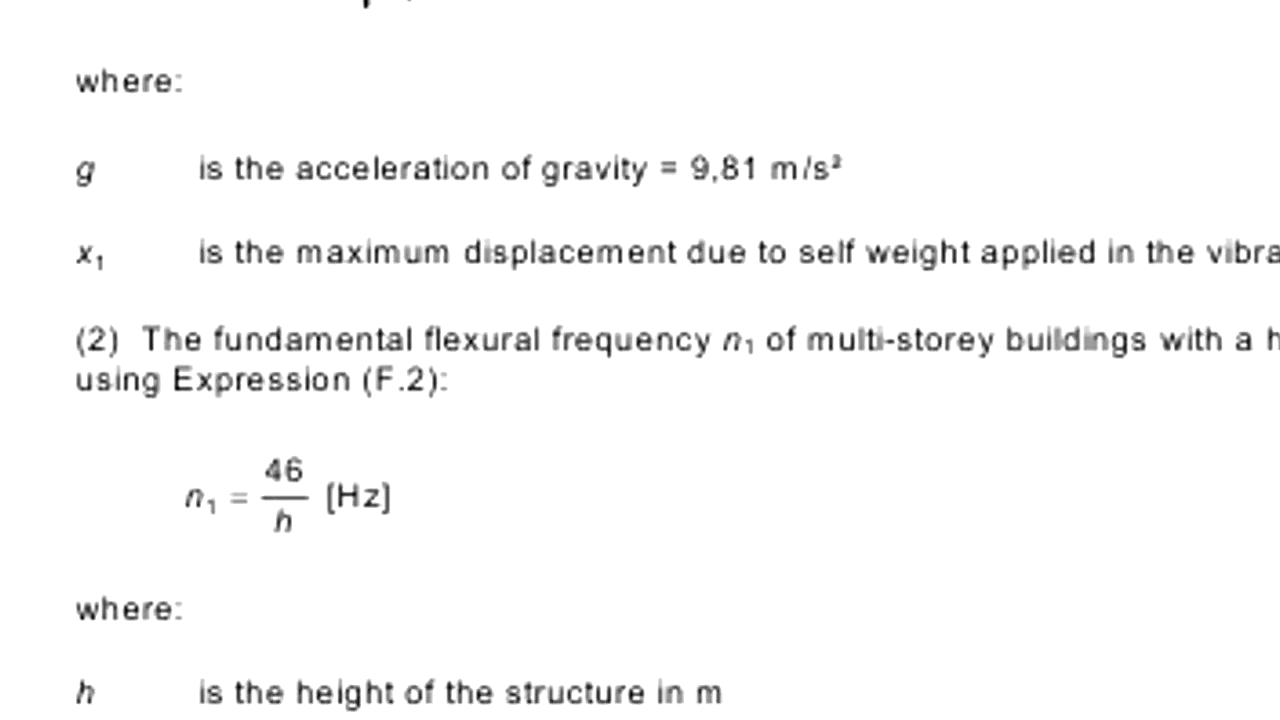 where:
g is the acceleration of gravity = 9,81 m/s²
x₁ is the maximum displacement due to self weight applied in the
(2) The fundamental flexural frequency n₁ of multi-storey buildings with a
using Expression (F.2):
n₁ = 46/h [Hz]
where:
h is the height of the structure in m